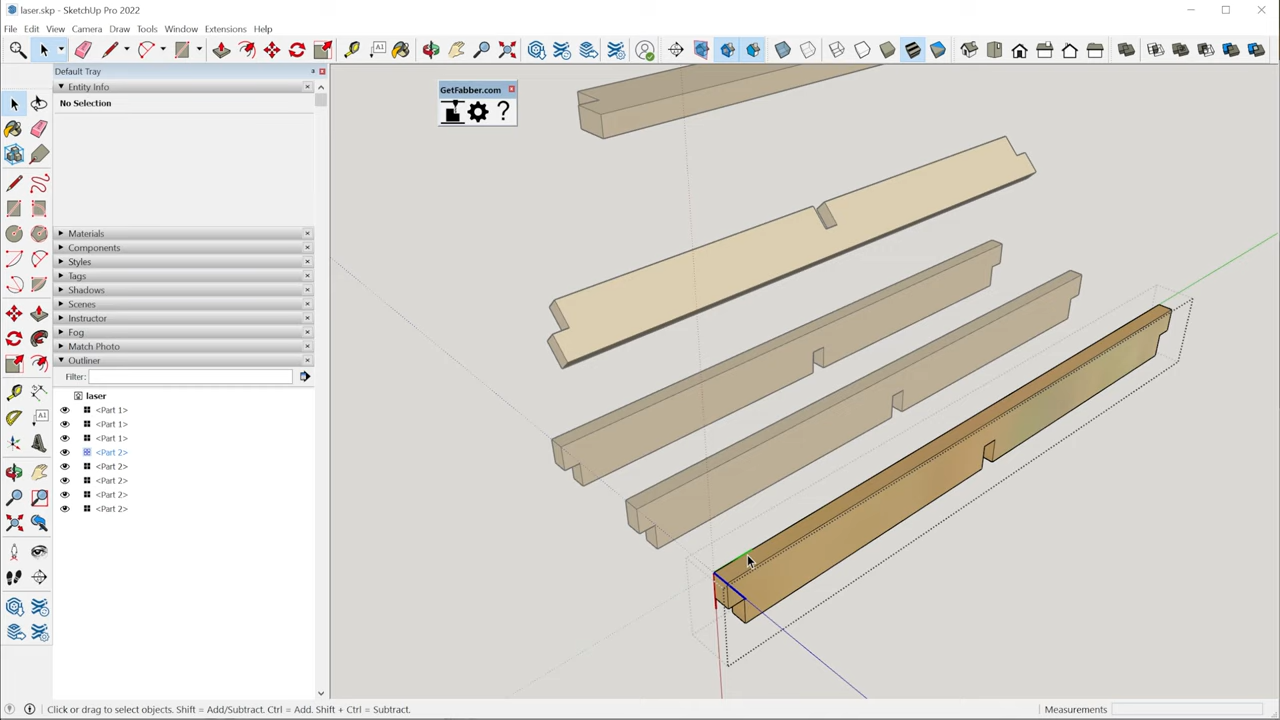 laser.skp - SketchUp Pro 2022
File Edit View Camera Draw Tools Window Extensions Help
Default Tray
Entity Info
No Selection
Materials
Components
Styles
Tags
Shadows
Scenes
Instructor
Fog
Match Photo
Outliner
Filter:
laser
<Part 1>
<Part 1>
<Part 1>
<Part 2>
<Part 2>
<Part 2>
<Part 2>
<Part 2>
GetFabber.com
?
A1
A1
Click or drag to select objects. Shift = Add/Subtract. Ctrl = Add. Shift + Ctrl = Subtract.
Measurements